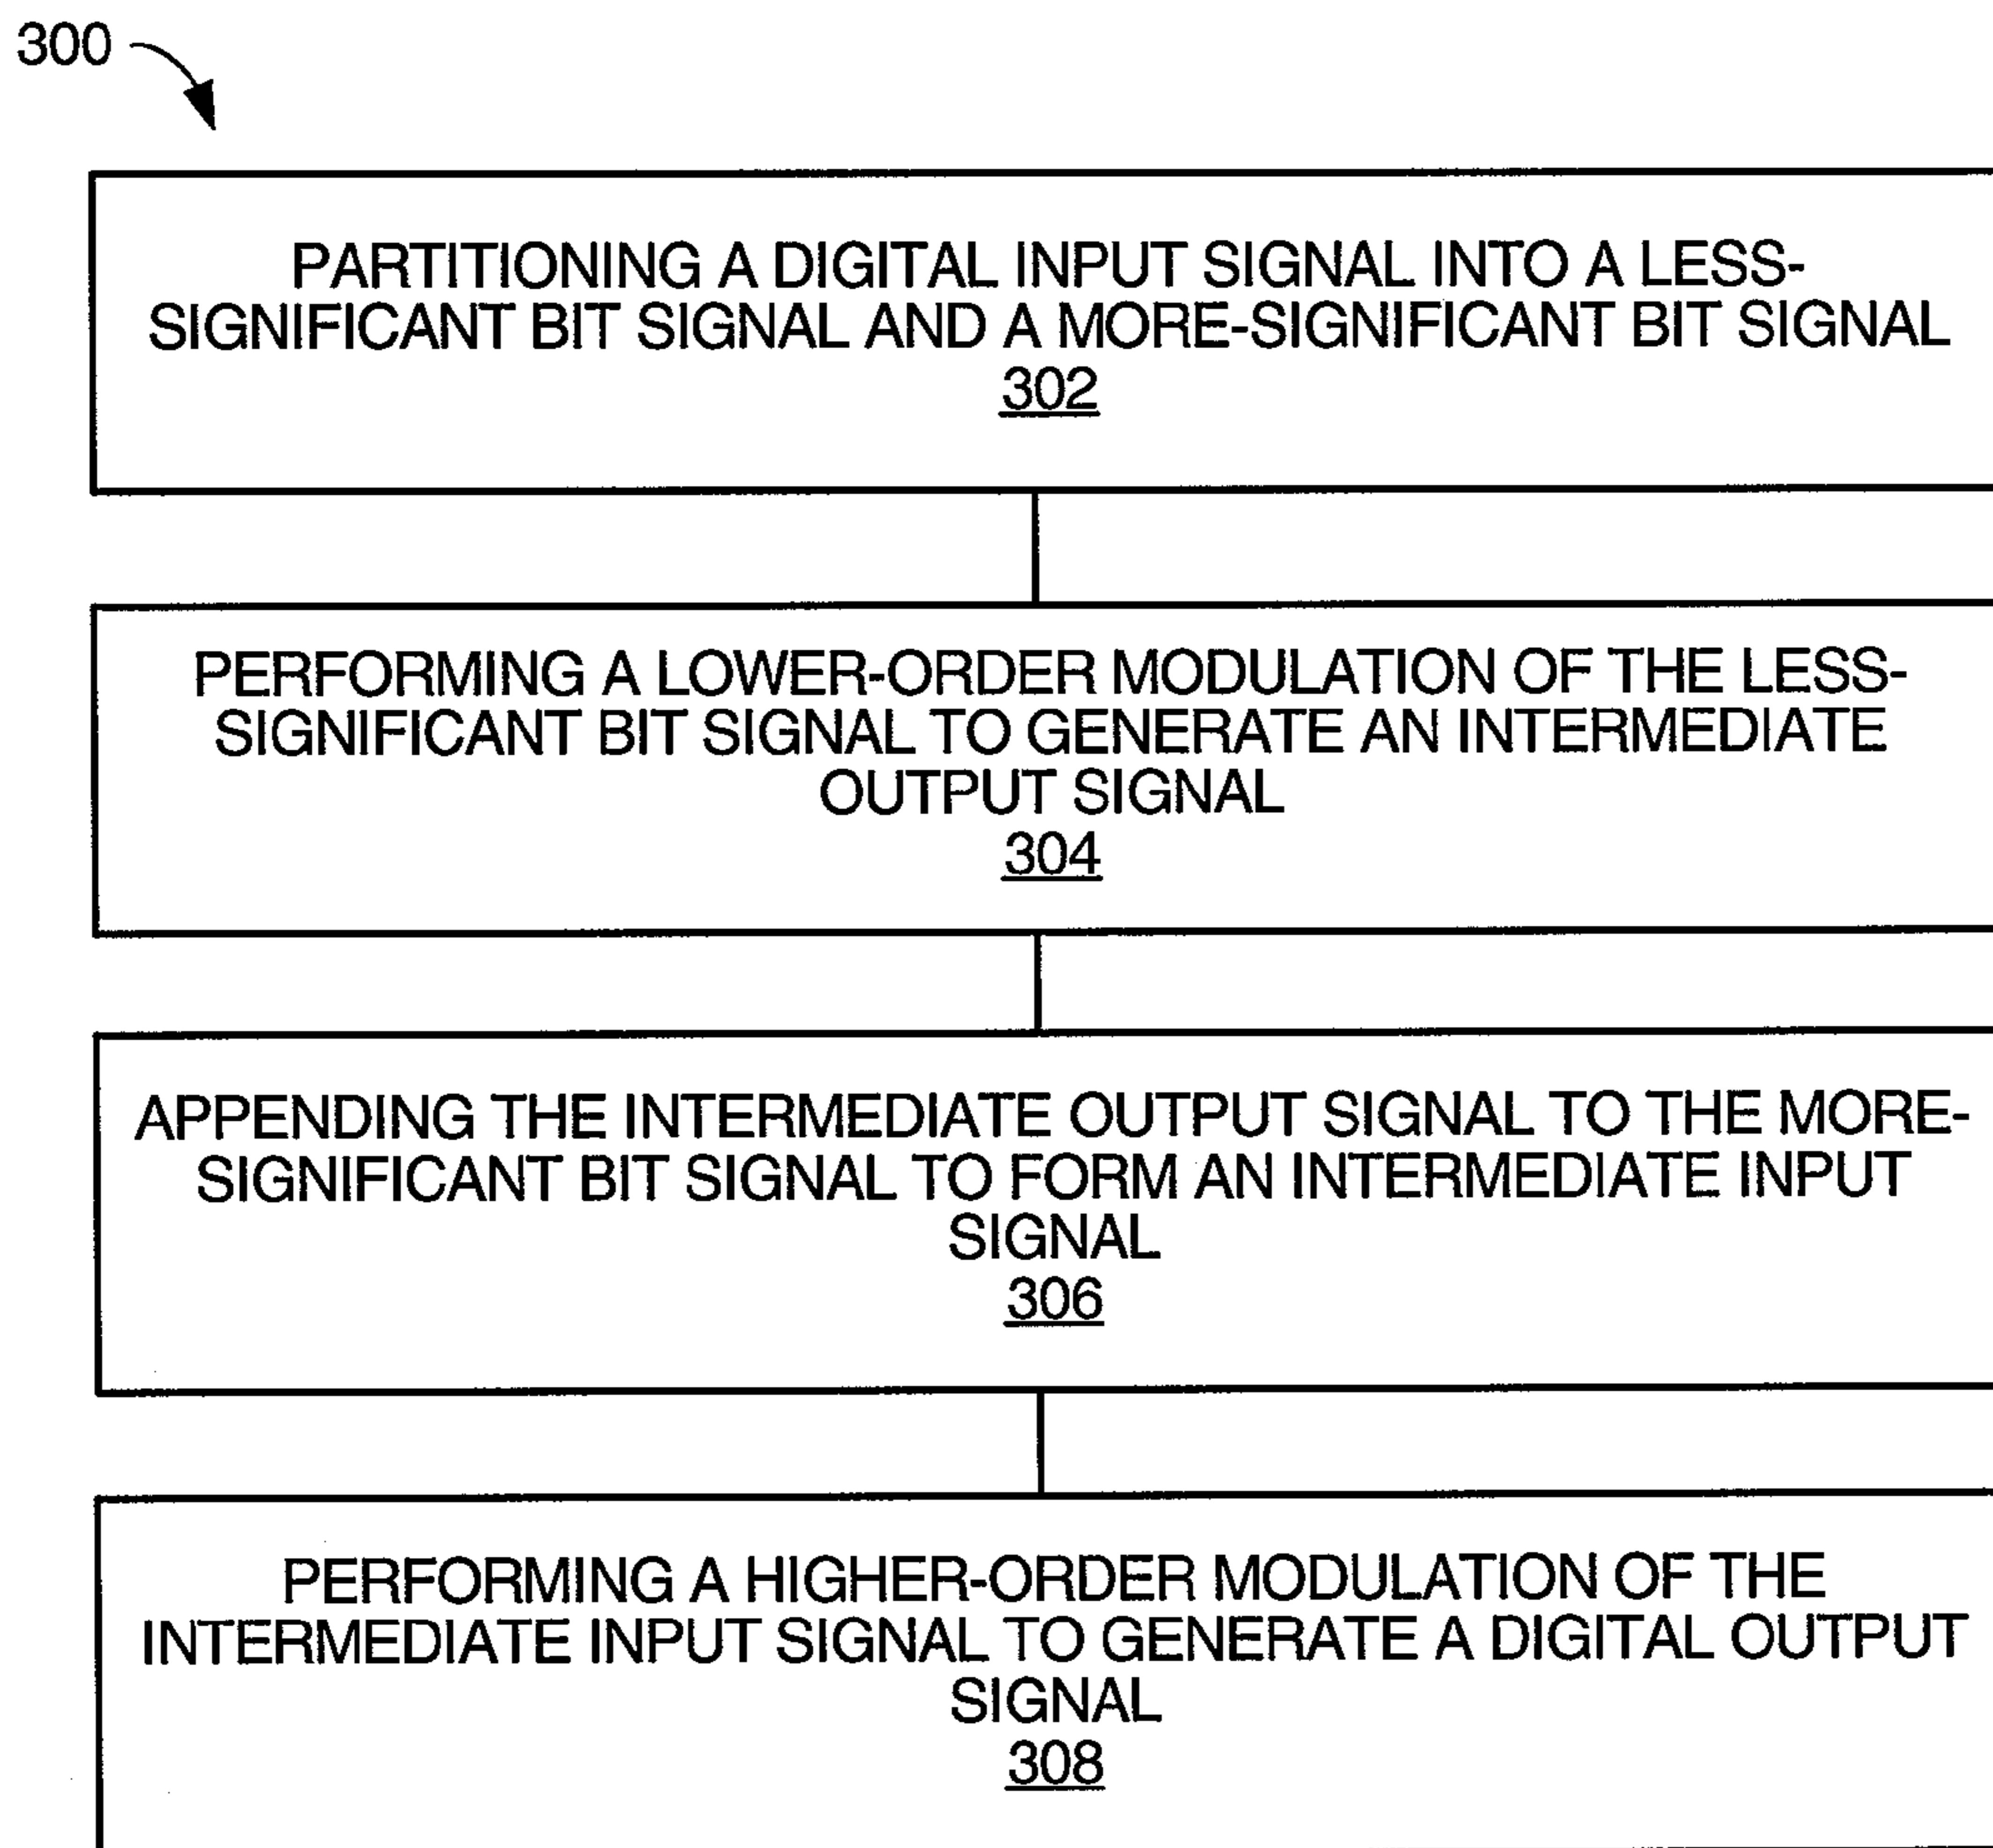 300
PARTITIONING A DIGITAL INPUT SIGNAL INTO A LESS-
SIGNIFICANT BIT SIGNAL AND A MORE-SIGNIFICANT BIT SIGNAL
302
PERFORMING A LOWER-ORDER MODULATION OF THE LESS-
SIGNIFICANT BIT SIGNAL TO GENERATE AN INTERMEDIATE
OUTPUT SIGNAL
304
APPENDING THE INTERMEDIATE OUTPUT SIGNAL TO THE MORE-
SIGNIFICANT BIT SIGNAL TO FORM AN INTERMEDIATE INPUT
SIGNAL
306
PERFORMING A HIGHER-ORDER MODULATION OF THE
INTERMEDIATE INPUT SIGNAL TO GENERATE A DIGITAL OUTPUT
SIGNAL
308